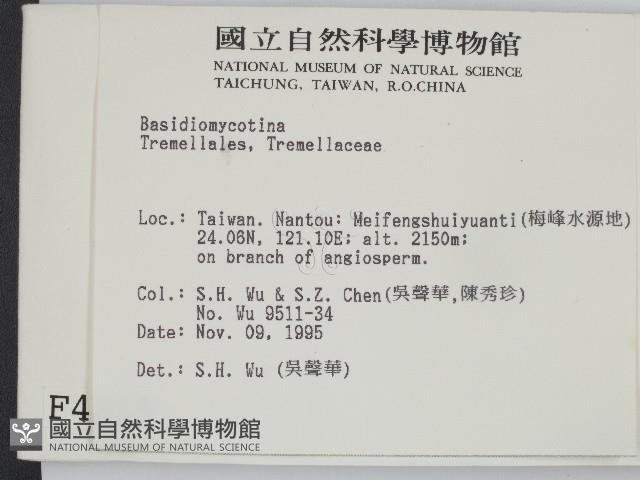 國立自然科學博物館
NATIONAL MUSEUM OF NATURAL SCIENCE
TAICHUNG, TAIWAN, R.O.CHINA
Basidiomycotina
Tremellales, Tremellaceae
Loc.: Taiwan. Nantou: Meifengshuiyuanti(梅峰水源地)
24.06N, 121.10E; alt. 2150m;
on branch of angiosperm.
Col.: S.H. Wu & S.Z. Chen(吳聲華,陳秀珍)
No. Wu 9511-34
Date: Nov. 09, 1995
Det.: S.H. Wu (吳聲華)
F4
國立自然科學博物館
NATIONAL MUSEUM OF NATURAL SCIENCE